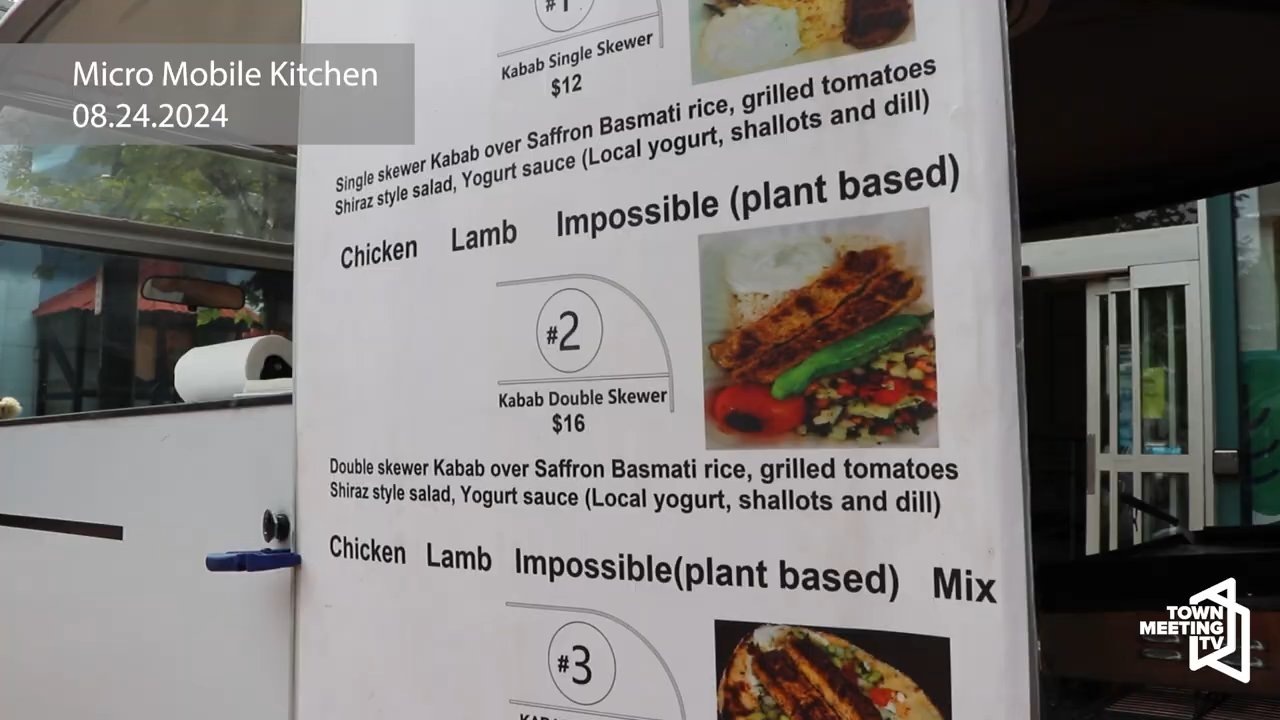 Micro Mobile Kitchen
08.24.2024
#1
Kabab Single Skewer
$12
Single skewer Kabab over Saffron Basmati rice, grilled tomatoes
Shiraz style salad, Yogurt sauce (Local yogurt, shallots and dill)
Chicken Lamb Impossible (plant based)
#2
Kabab Double Skewer
$16
Double skewer Kabab over Saffron Basmati rice, grilled tomatoes
Shiraz style salad, Yogurt sauce (Local yogurt, shallots and dill)
Chicken Lamb Impossible(plant based) Mix
#3
TOWN
MEETING
TV